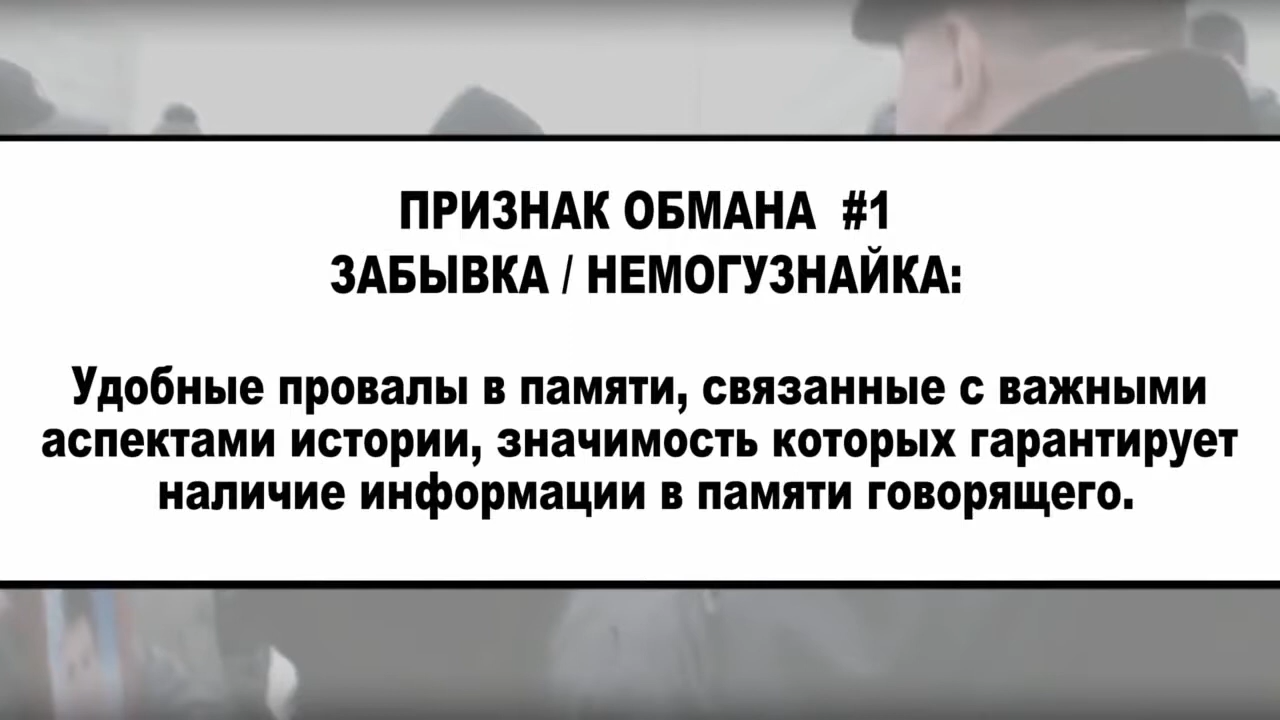 ПРИЗНАК ОБМАНА #1
ЗАБЫВКА / НЕМОГУЗНАЙКА:
Удобные провалы в памяти, связанные с важными
аспектами истории, значимость которых гарантирует
наличие информации в памяти говорящего.